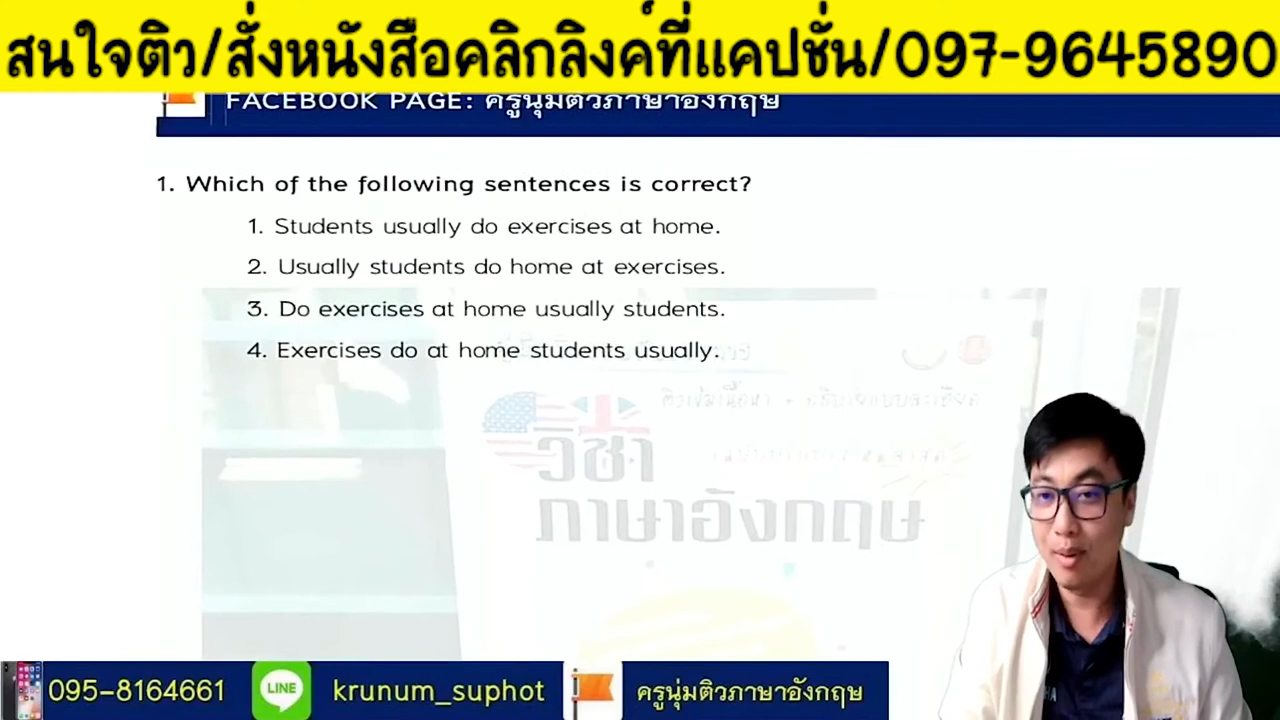 สนใจติว/สั่งหนังสือคลิกลิงค์ที่แคปชั่น/097-9645890
FACEBOOK PAGE: ครูนุ่มติวภาษาอังกฤษ
1. Which of the following sentences is correct?
1. Students usually do exercises at home.
2. Usually students do home at exercises.
3. Do exercises at home usually students.
4. Exercises do at home students usually.
วิชา
ภาษาอังกฤษ
095-8164661
LINE
krunum_suphot
ครูนุ่มติวภาษาอังกฤษ